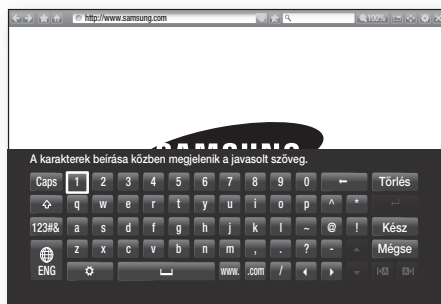 http://www.samsung.com 100%
SAMSUNG
A karakterek beírása közben megjelenik a javasolt szöveg.
Caps 1 2 3 4 5 6 7 8 9 0 Törlés
q w e r t y u i o p ^ *
123#& a s d f g h j k l ~ @ ! Kész
z x c v b n m , . ? - Mégse
ENG www. .com /